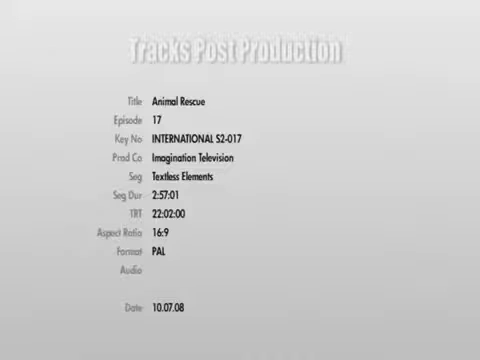 Tracks Post Production
Title Animal Rescue
Episode 17
Key No INTERNATIONAL S2-017
Prod Co Imagination Television
Seg Textless Elements
Seg Dur 2:57:01
TRT 22:02:00
Aspect Ratio 16:9
Format PAL
Audio
Date 10.07.08